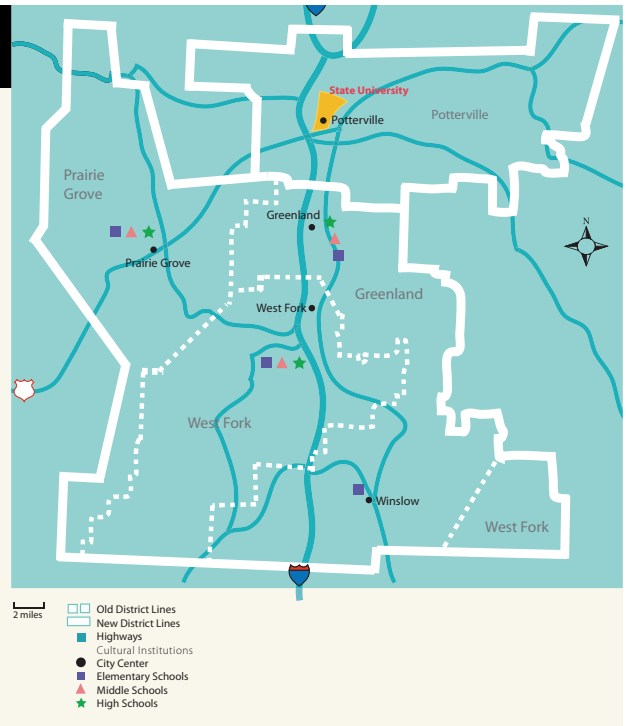 State University
Potterville
Potterville
Prairie
Grove
Greenland
N
Prairie Grove
Greenland
West Fork
West Fork
Winslow
West Fork
2 miles
Old District Lines
New District Lines
Highways
Cultural Institutions
City Center
Elementary Schools
Middle Schools
High Schools